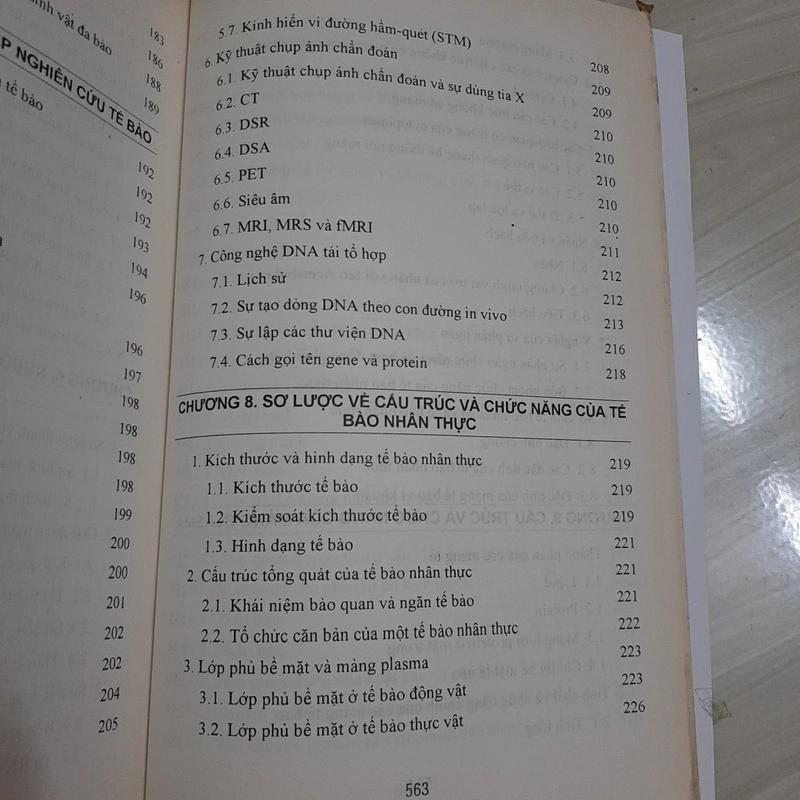 sinh vật đa bào
183
186
188
189
P NGHIÊN CỨU TẾ BÀO
tế bào
192
192
192
193
194
196
196
197
198
198
198
198
199
200
200
201
202
202
204
205
5.7. Kính hiển vi đường hầm-quét (STM)
6. Kỹ thuật chụp ảnh chẩn đoán 208
6.1. Kỹ thuật chụp ảnh chẩn đoán và sự dùng tia X 209
6.2. CT 209
6.3. DSR 210
6.4. DSA 210
6.5. PET 210
6.6. Siêu âm 210
6.7. MRI, MRS và fMRI 210
7. Công nghệ DNA tái tổ hợp 211
7.1. Lịch sử 212
7.2. Sự tạo dòng DNA theo con đường in vivo 212
7.3. Sự lập các thư viện DNA 213
7.4. Cách gọi tên gene và protein 216
218
CHƯƠNG 8. SƠ LƯỢC VỀ CẤU TRÚC VÀ CHỨC NĂNG CỦA TẾ
BÀO NHÂN THỰC
1. Kích thước và hình dạng tế bào nhân thực 219
1.1. Kích thước tế bào 219
1.2. Kiểm soát kích thước tế bào 219
1.3. Hình dạng tế bào 221
2. Cấu trúc tổng quát của tế bào nhân thực 221
2.1. Khái niệm bào quan và ngăn tế bào 221
2.2. Tổ chức căn bản của một tế bào nhân thực 222
3. Lớp phủ bề mặt và màng plasma 223
3.1. Lớp phủ bề mặt ở tế bào động vật 223
3.2. Lớp phủ bề mặt ở tế bào thực vật 226
563